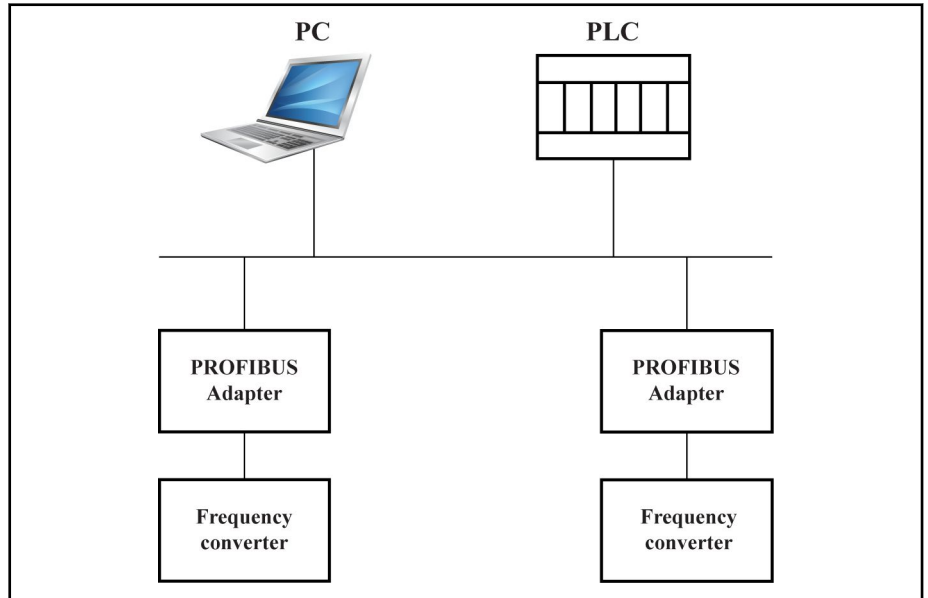 PC
PLC
PROFIBUS
Adapter
PROFIBUS
Adapter
Frequency
converter
Frequency
converter